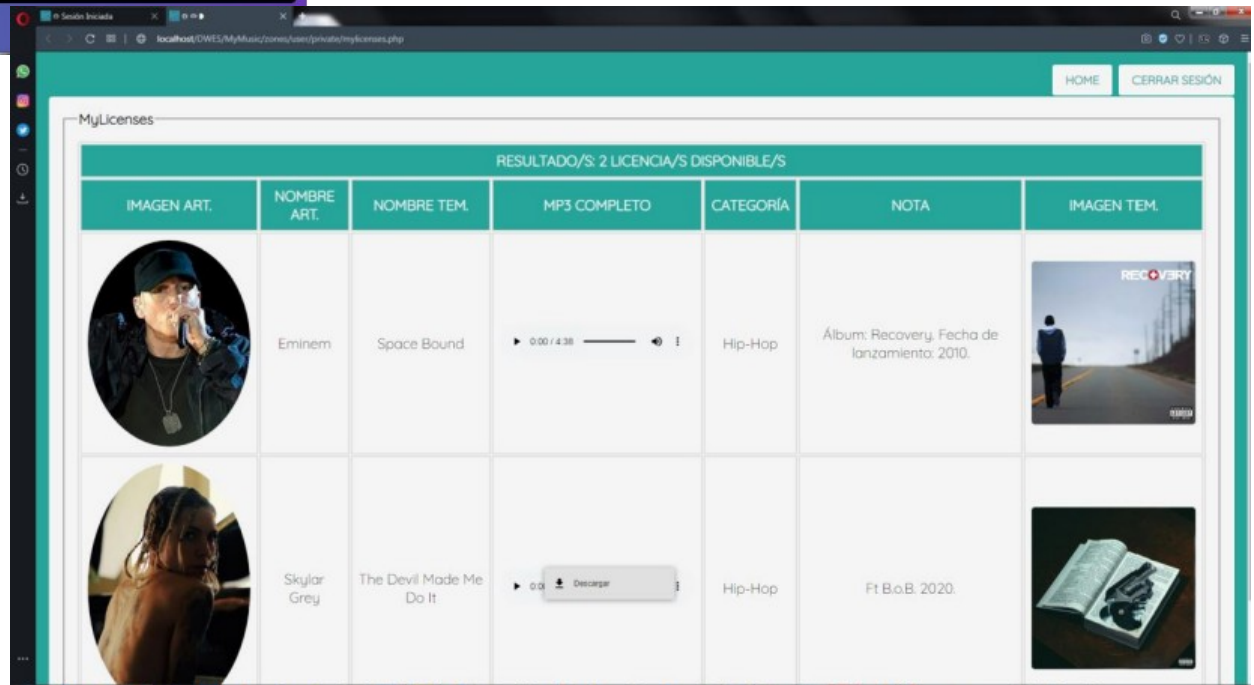 Sesión Iniciada
localhost/DWES/MyMusic/zones/user/private/mylicenses.php
HOME
CERRAR SESIÓN
MyLicenses
RESULTADO/S: 2 LICENCIA/S DISPONIBLE/S
IMAGEN ART.
NOMBRE
ART.
NOMBRE TEM.
MP3 COMPLETO
CATEGORÍA
NOTA
IMAGEN TEM.
Eminem
Space Bound
0:00 / 4:38
Hip-Hop
Álbum: Recovery. Fecha de
lanzamiento: 2010.
RECOVERY
Skylar
Grey
The Devil Made Me
Do It
Descargar
Hip-Hop
Ft B.o.B. 2020.